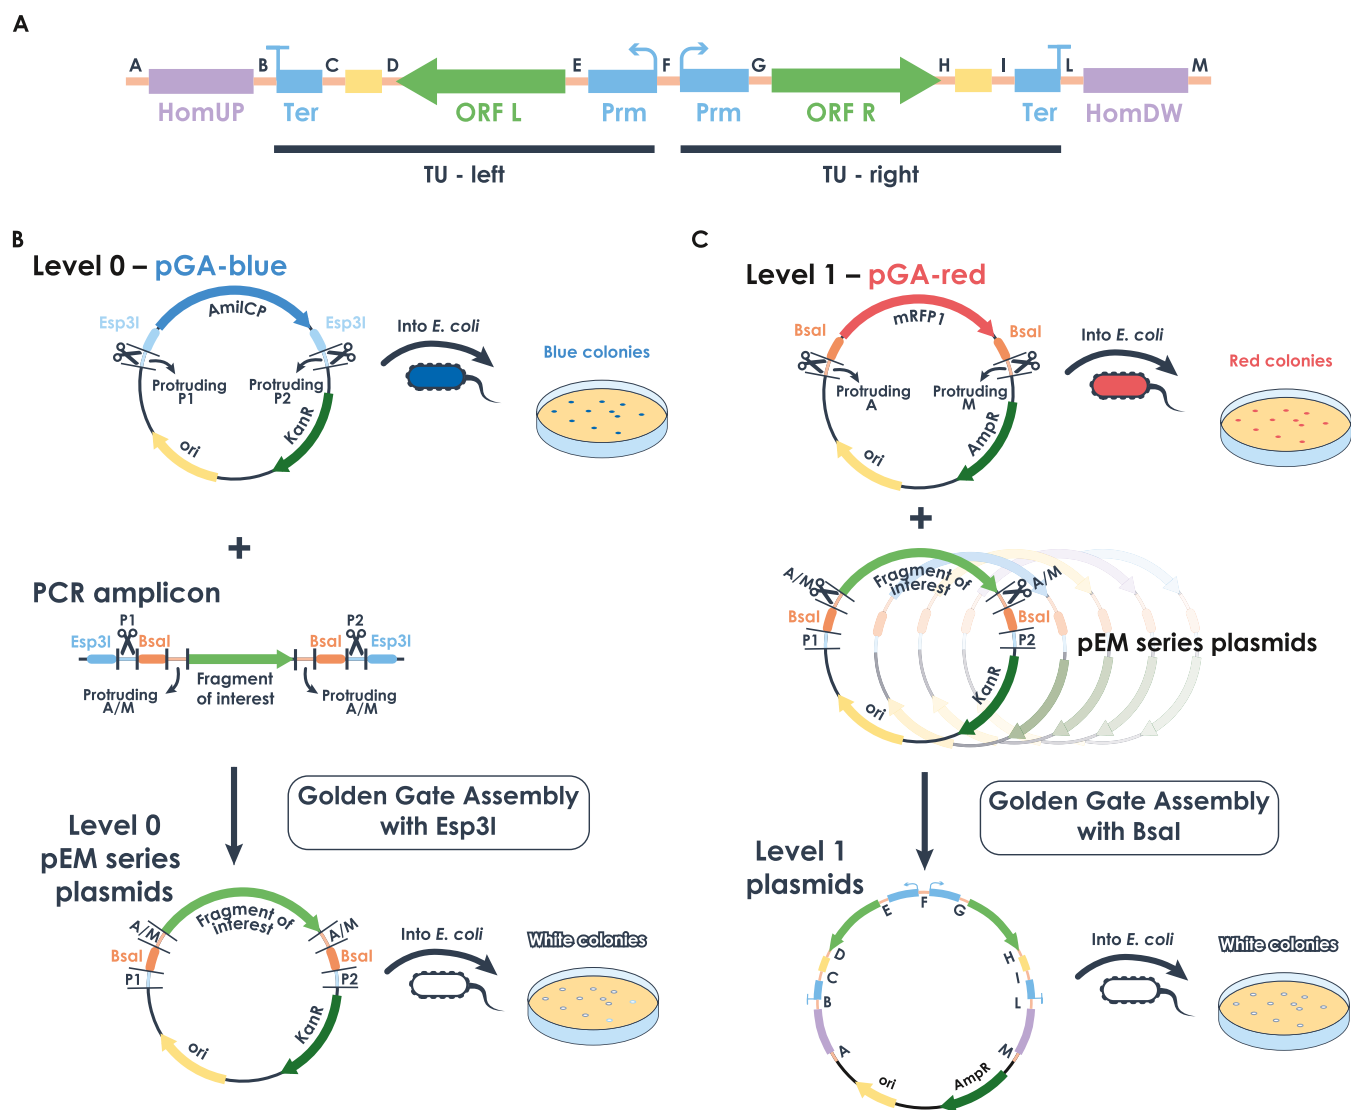 A
A B C D E F G H I L M
HomUP Ter ORF L Prm Prm ORF R Ter HomDW
TU - left TU - right
B
Level 0 – pGA-blue
AmilCP
Esp3I Esp3I
Protruding
P1
Protruding
P2
KanR
ori
Into E. coli
Blue colonies
+
PCR amplicon
P1 P2
Esp3I BsaI BsaI Esp3I
Protruding
A/M
Fragment
of interest
Protruding
A/M
Golden Gate Assembly
with Esp3I
Level 0
pEM series
plasmids
Fragment of
interest
A/M A/M
BsaI BsaI
P1 P2
KanR
ori
Into E. coli
White colonies
C
Level 1 – pGA-red
mRFP1
BsaI BsaI
Protruding
A
Protruding
M
AmpR
ori
Into E. coli
Red colonies
+
A/M A/M
Fragment of
interest
BsaI BsaI
P1 P2
pEM series plasmids
KanR
ori
Golden Gate Assembly
with BsaI
Level 1
plasmids
E F G
D H
C I
B L
A M
ori AmpR
Into E. coli
White colonies